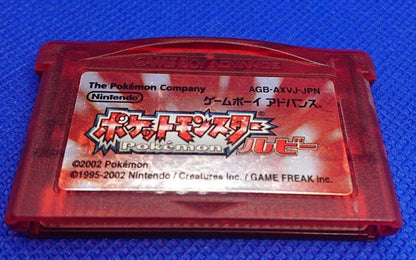 GAME BOY ADVANCE
The Pokémon Company AGB-AXVJ-JPN
Nintendo ゲームボーイ アドバンス
ポケットモンスター
Pokémon ルビー
©2002 Pokémon
©1995-2002 Nintendo / Creatures Inc. / GAME FREAK inc.